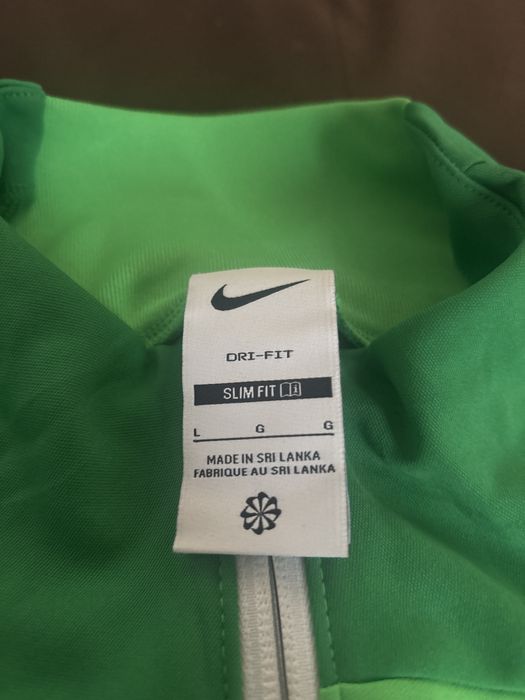 DRI-FIT
SLIM FIT
L G G
MADE IN SRI LANKA
FABRIQUE AU SRI LANKA